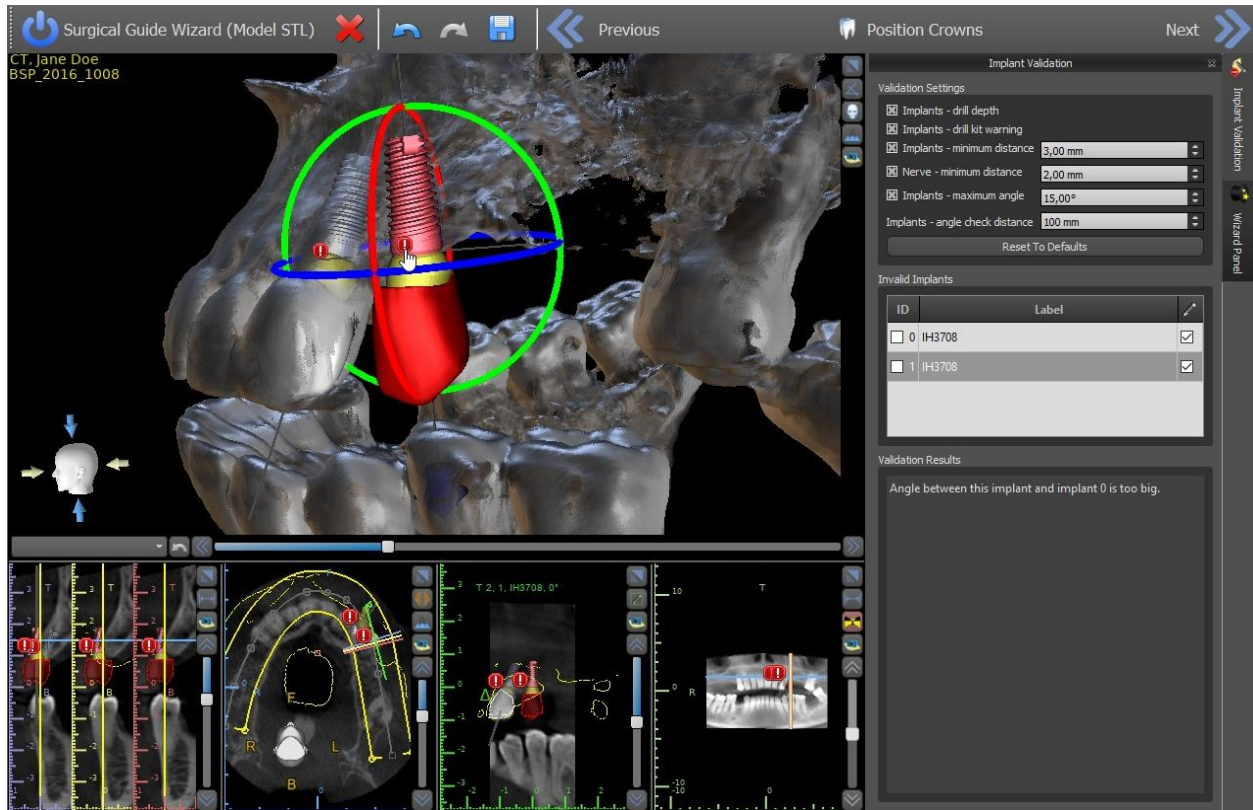 Surgical Guide Wizard (Model STL)
Previous
Position Crowns
Next
CT, Jane Doe
BSP_2016_1008
Implant Validation
Validation Settings
Implants - drill depth
Implants - drill kit warning
Implants - minimum distance 3,00 mm
Nerve - minimum distance 2,00 mm
Implants - maximum angle 15,00°
Implants - angle check distance 100 mm
Reset To Defaults
Invalid Implants
ID Label
0 IH3708
1 IH3708
Validation Results
Angle between this implant and implant 0 is too big.
Implant Validation
Wizard Panel
T
T
T
B
B
B
R
L
F
B
T 2, 1, IH3708, 0°
T
R
10
0
-10